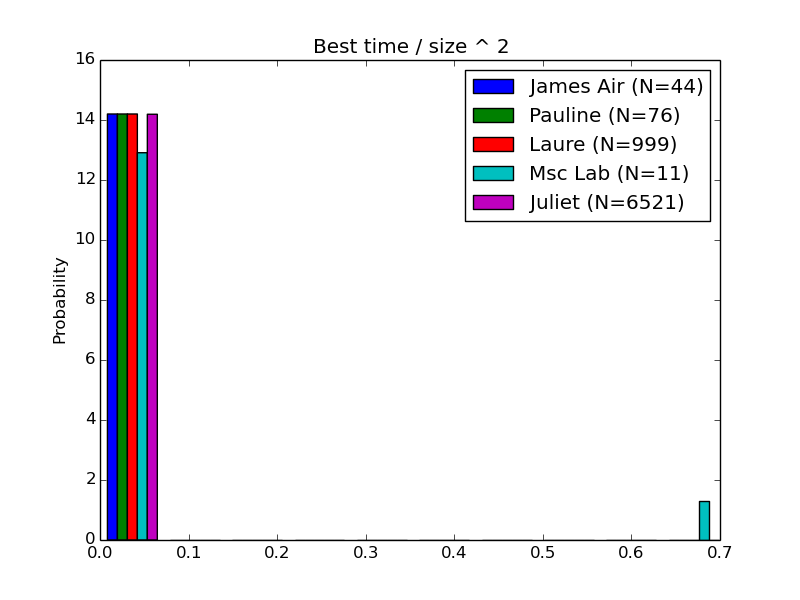 Best time / size ^ 2
16
14
12
10
8
6
4
2
0
Probability
James Air (N=44)
Pauline (N=76)
Laure (N=999)
Msc Lab (N=11)
Juliet (N=6521)
0.0 0.1 0.2 0.3 0.4 0.5 0.6 0.7